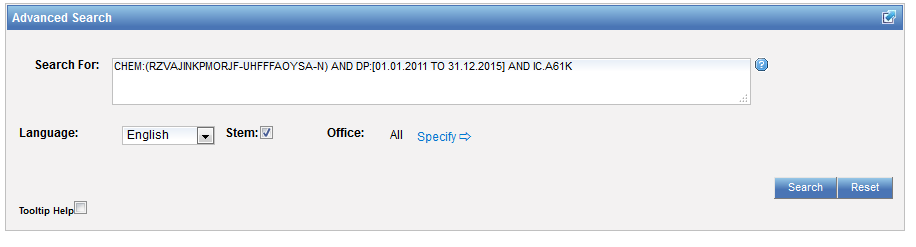 Advanced Search
Search For: CHEM:(RZVAJINKPMORJF-UHFFFAOYSA-N) AND DP:[01.01.2011 TO 31.12.2015] AND IC.A61K
Language: English Stem: Office: All Specify
Search Reset
Tooltip Help